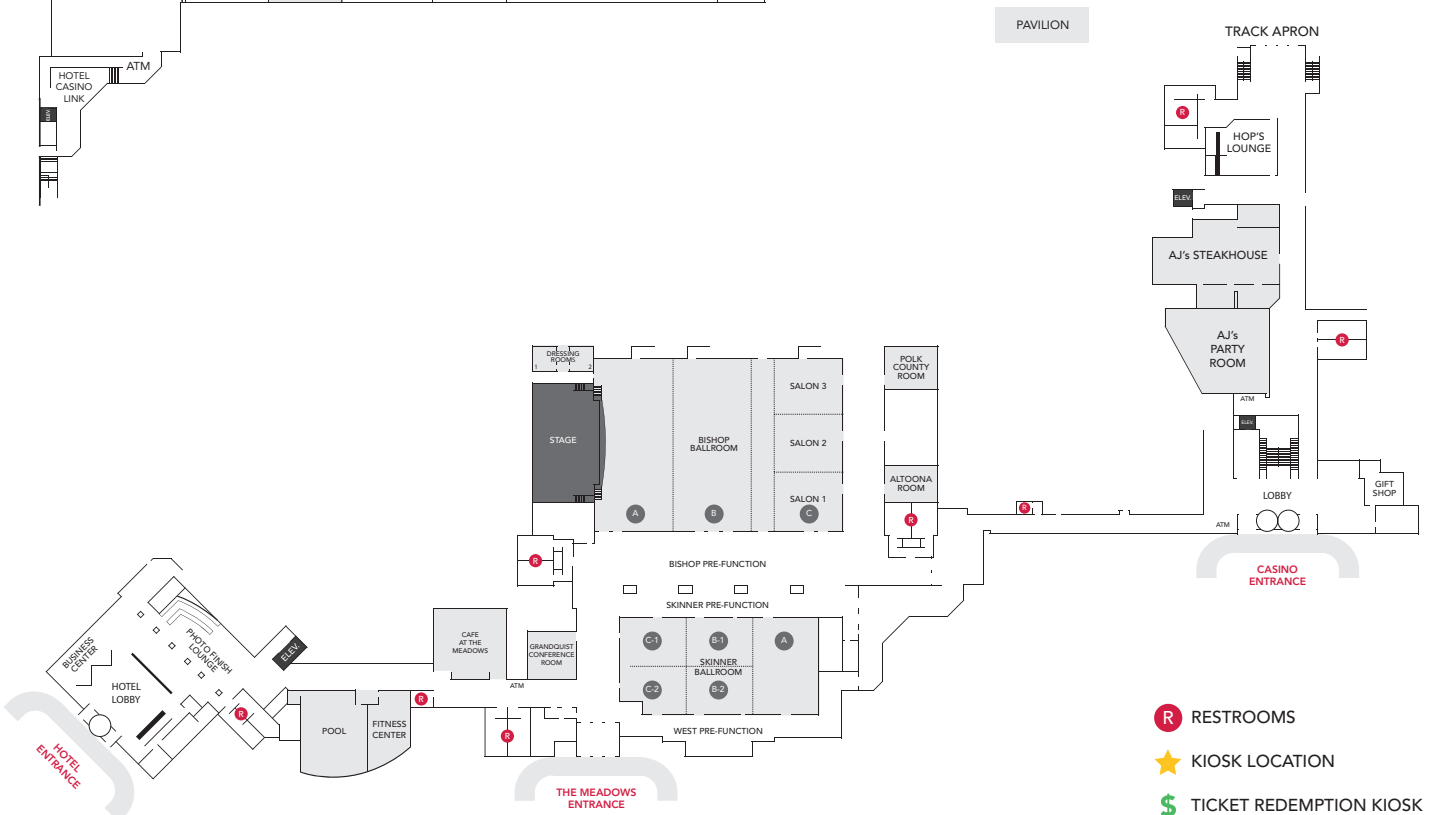 PAVILION
TRACK APRON
ATM
HOTEL
CASINO
LINK
ELEV.
R
HOP'S
LOUNGE
ELEV.
AJ's STEAKHOUSE
AJ's
PARTY
ROOM
R
ATM
ELEV.
DRESSING
ROOMS
1 2
STAGE
BISHOP
BALLROOM
SALON 3
SALON 2
SALON 1
A
B
C
POLK
COUNTY
ROOM
ALTOONA
ROOM
R
R
GIFT
SHOP
LOBBY
ATM
CASINO
ENTRANCE
R
BISHOP PRE-FUNCTION
SKINNER PRE-FUNCTION
C-1
B-1
A
SKINNER
BALLROOM
C-2
B-2
WEST PRE-FUNCTION
CAFE
AT THE
MEADOWS
GRANDQUIST
CONFERENCE
ROOM
ATM
BUSINESS
CENTER
PHOTO FINISH
LOUNGE
ELEV.
HOTEL
LOBBY
R
R
POOL
FITNESS
CENTER
R
HOTEL
ENTRANCE
THE MEADOWS
ENTRANCE
R RESTROOMS
KIOSK LOCATION
$ TICKET REDEMPTION KIOSK